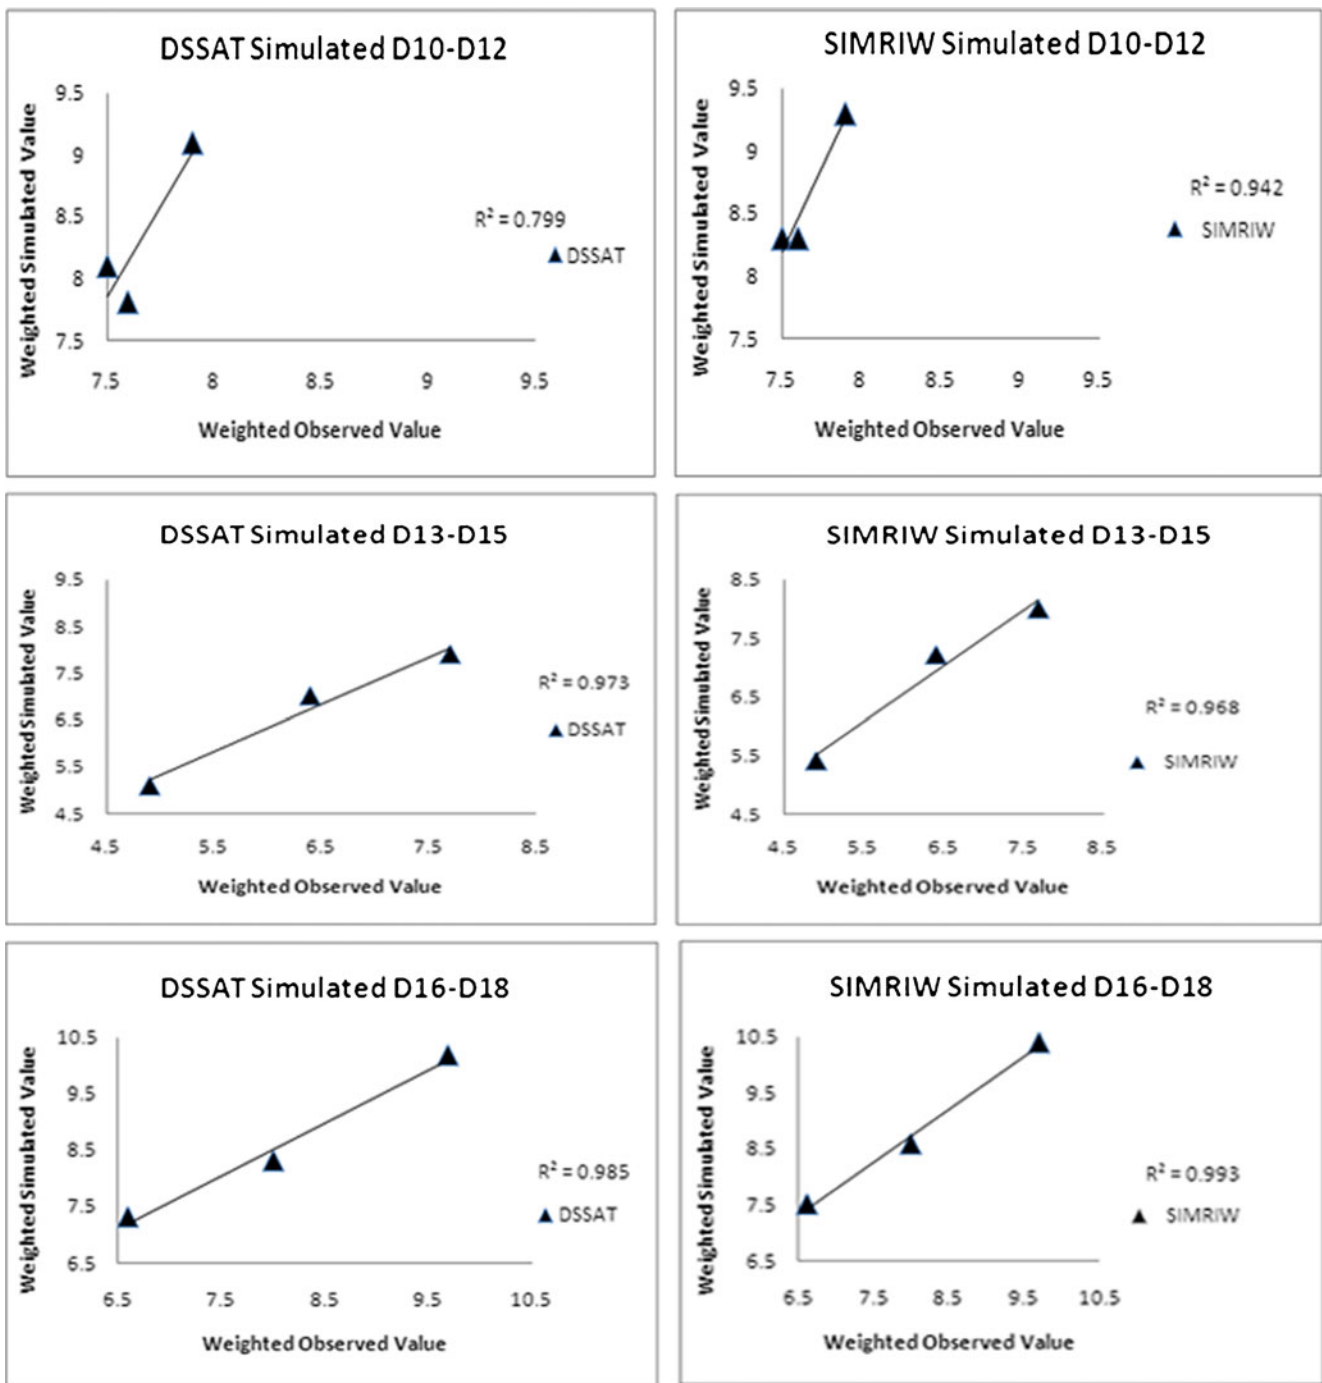 DSSAT Simulated D10-D12
Weighted Simulated Value
9.5
9
8.5
8
7.5
7.5 8 8.5 9 9.5
Weighted Observed Value
R² = 0.799
DSSAT
SIMRIW Simulated D10-D12
Weighted Simulated Value
9.5
9
8.5
8
7.5
7.5 8 8.5 9 9.5
Weighted Observed Value
R² = 0.942
SIMRIW
DSSAT Simulated D13-D15
Weighted Simulated Value
9.5
8.5
7.5
6.5
5.5
4.5
4.5 5.5 6.5 7.5 8.5
Weighted Observed Value
R² = 0.973
DSSAT
SIMRIW Simulated D13-D15
Weighted Simulated Value
8.5
7.5
6.5
5.5
4.5
4.5 5.5 6.5 7.5 8.5
Weighted Observed Value
R² = 0.968
SIMRIW
DSSAT Simulated D16-D18
Weighted Simulated Value
10.5
9.5
8.5
7.5
6.5
6.5 7.5 8.5 9.5 10.5
Weighted Observed Value
R² = 0.985
DSSAT
SIMRIW Simulated D16-D18
Weighted Simulated Value
10.5
9.5
8.5
7.5
6.5
6.5 7.5 8.5 9.5 10.5
Weighted Observed Value
R² = 0.993
SIMRIW